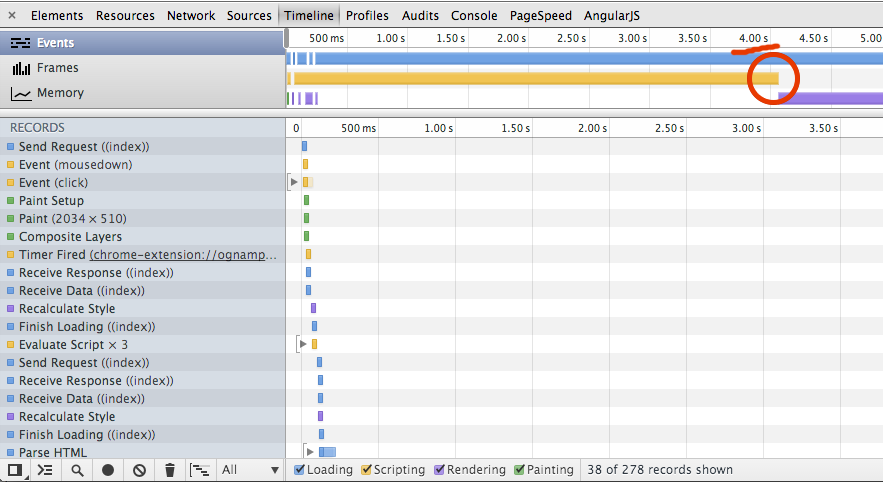 × Elements Resources Network Sources Timeline Profiles Audits Console PageSpeed AngularJS
Events
500 ms 1.00 s 1.50 s 2.00 s 2.50 s 3.00 s 3.50 s 4.00 s 4.50 s 5.00
Frames
Memory
RECORDS
0 500 ms 1.00 s 1.50 s 2.00 s 2.50 s 3.00 s 3.50 s
Send Request ((index))
Event (mousedown)
Event (click)
Paint Setup
Paint (2034 × 510)
Composite Layers
Timer Fired (chrome-extension://ognamp...
Receive Response ((index))
Receive Data ((index))
Recalculate Style
Finish Loading ((index))
Evaluate Script × 3
Send Request ((index))
Receive Response ((index))
Receive Data ((index))
Recalculate Style
Finish Loading ((index))
Parse HTML
All Loading Scripting Rendering Painting 38 of 278 records shown